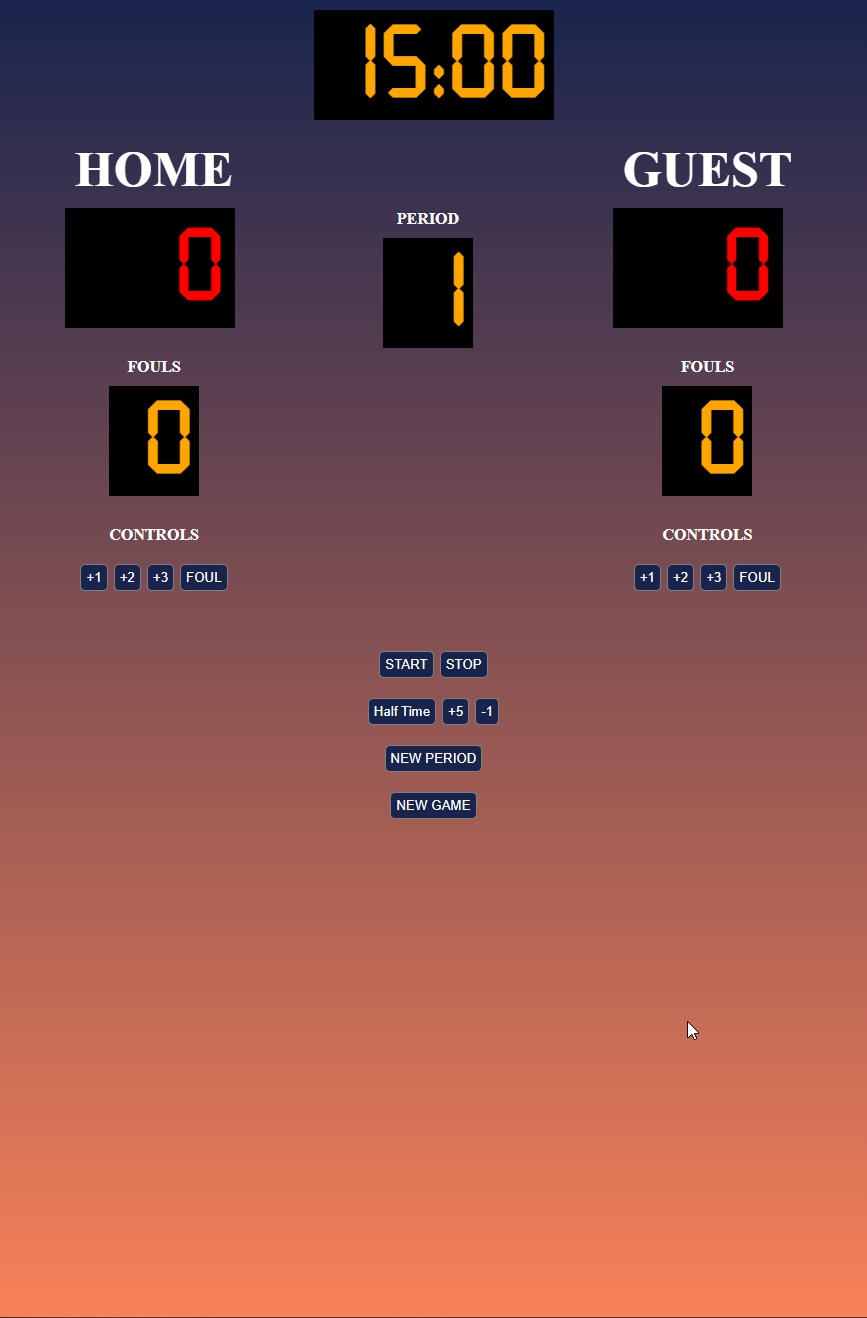 15:00
HOME
GUEST
PERIOD
0
1
0
FOULS
FOULS
0
0
CONTROLS
CONTROLS
+1 +2 +3 FOUL
+1 +2 +3 FOUL
START STOP
Half Time +5 -1
NEW PERIOD
NEW GAME